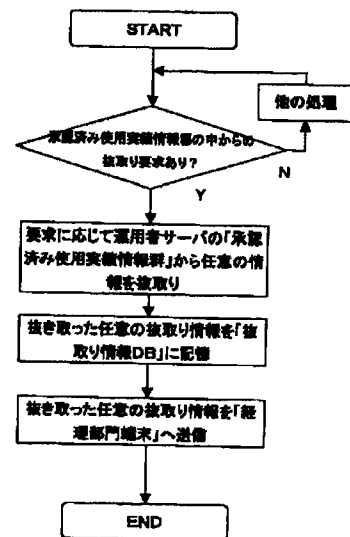 START
他の処理
承認済み使用実績情報群の中からの
抜取り要求あり?
N
Y
要求に応じて運用者サーバの「承認
済み使用実績情報群」から任意の情
報を抜取り
抜き取った任意の抜取り情報を「抜
取り情報DB」に記憶
抜き取った任意の抜取り情報を「経
理部門端末」へ送信
END